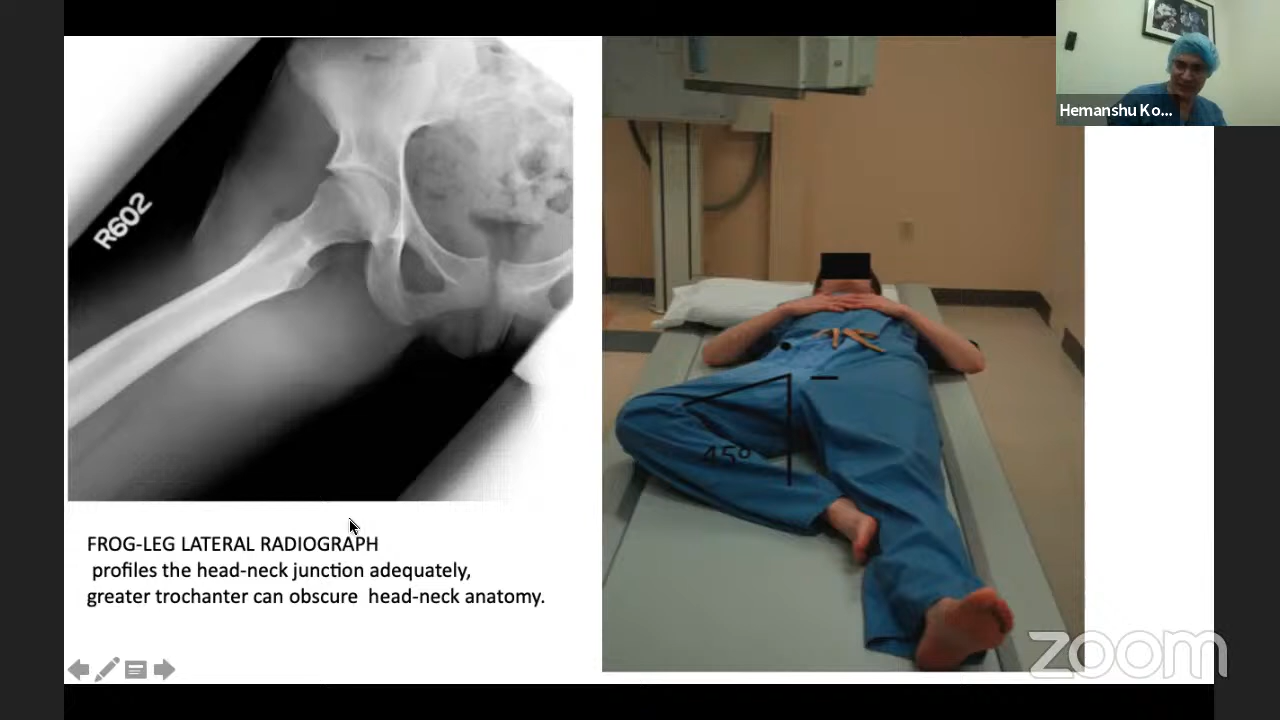 Hemanshu Ko...
R602
45º
FROG-LEG LATERAL RADIOGRAPH
profiles the head-neck junction adequately,
greater trochanter can obscure head-neck anatomy.
zoom